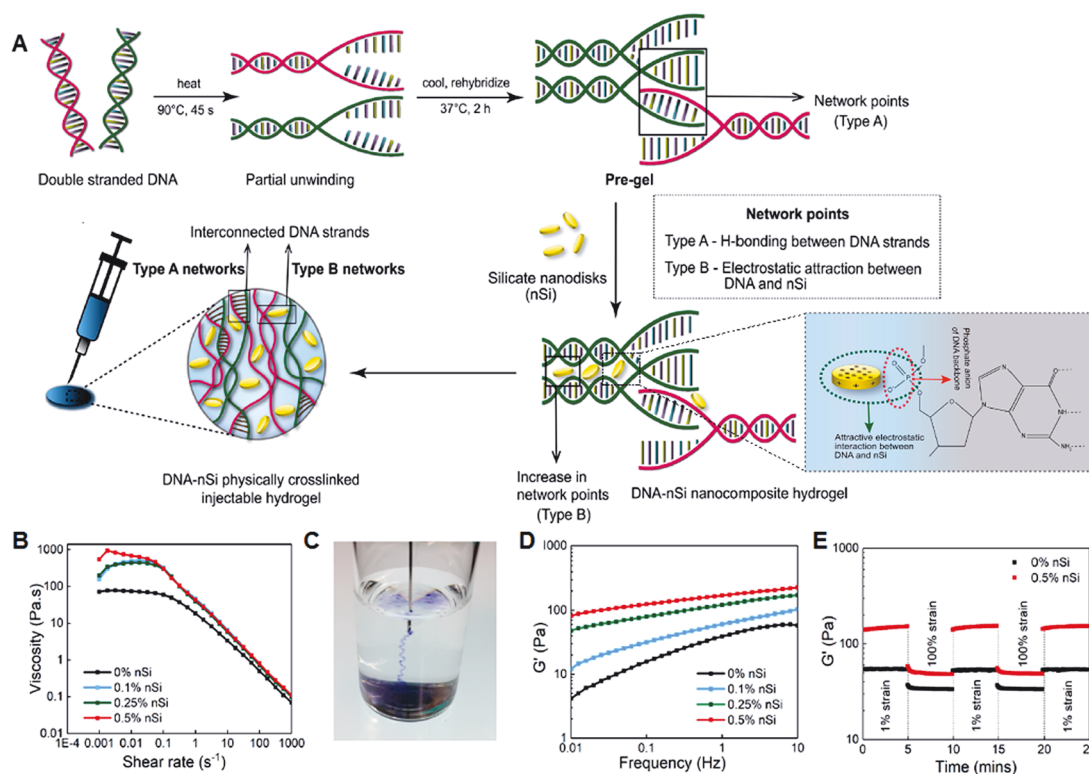 A
heat
90°C, 45 s
cool, rehybridize
37°C, 2 h
Network points
(Type A)
Double stranded DNA
Partial unwinding
Pre-gel
Network points
Type A - H-bonding between DNA strands
Type B - Electrostatic attraction between
DNA and nSi
Silicate nanodisks
(nSi)
Interconnected DNA strands
Type A networks
Type B networks
Phosphate anion
of DNA backbone
O
O
P
O
O
O
N
N
O
NH
N
NH₂
+
Attractive electrostatic
interaction between
DNA and nSi
DNA-nSi physically crosslinked
injectable hydrogel
Increase in
network points
(Type B)
DNA-nSi nanocomposite hydrogel
B
Viscosity (Pa.s)
1000
100
10
1
0.1
0.01
0% nSi
0.1% nSi
0.25% nSi
0.5% nSi
1E-4 0.001 0.01 0.1 1 10 100 1000
Shear rate (s⁻¹)
C
D
G' (Pa)
1000
100
10
1
0% nSi
0.1% nSi
0.25% nSi
0.5% nSi
0.01 0.1 1 10
Frequency (Hz)
E
G' (Pa)
1000
100
10
0% nSi
0.5% nSi
1% strain
100% strain
1% strain
100% strain
1% strain
0 5 10 15 20 25
Time (mins)